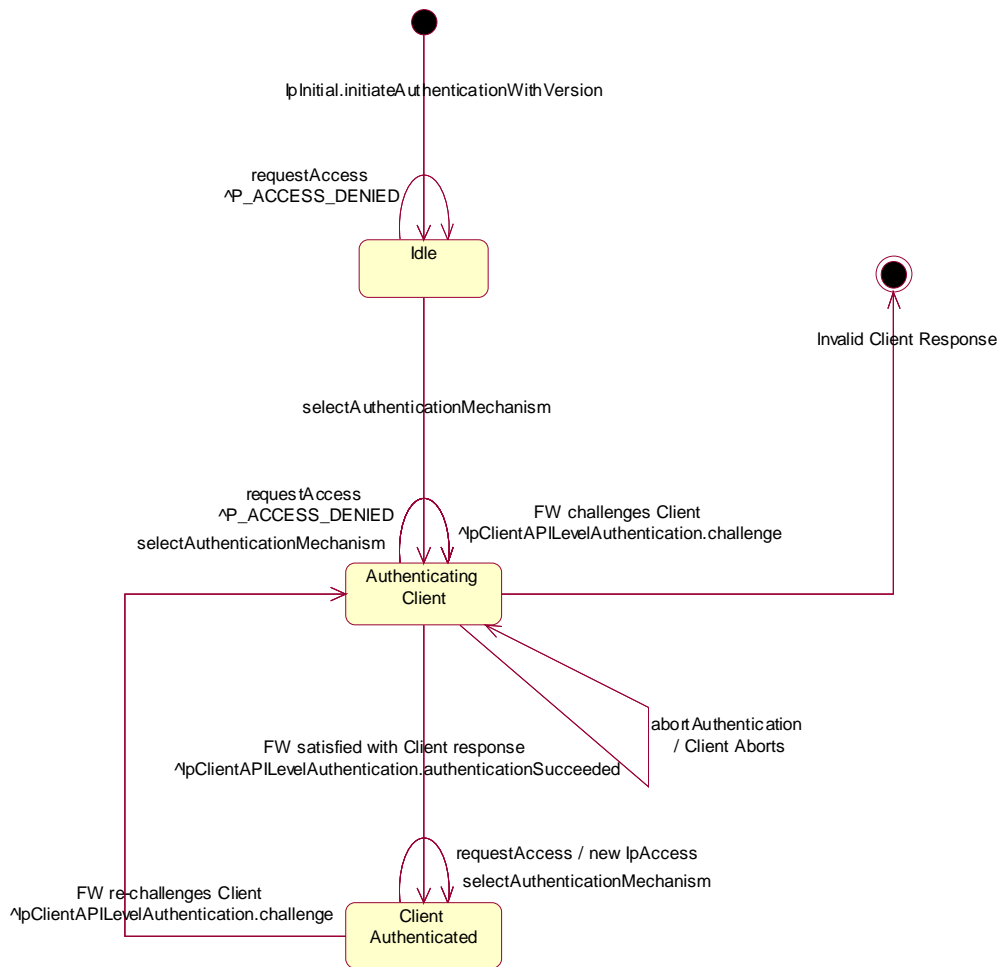 IpInitial.initiateAuthenticationWithVersion
requestAccess
^P_ACCESS_DENIED
Idle
Invalid Client Response
selectAuthenticationMechanism
requestAccess
^P_ACCESS_DENIED
selectAuthenticationMechanism
FW challenges Client
^IpClientAPILevelAuthentication.challenge
Authenticating
Client
abortAuthentication
/ Client Aborts
FW satisfied with Client response
^IpClientAPILevelAuthentication.authenticationSucceeded
requestAccess / new IpAccess
selectAuthenticationMechanism
FW re-challenges Client
^IpClientAPILevelAuthentication.challenge
Client
Authenticated